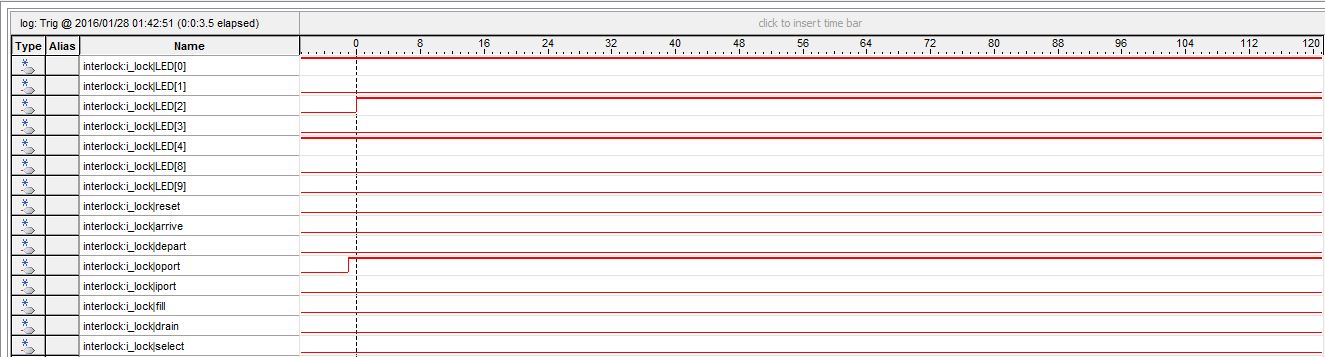 log: Trig @ 2016/01/28 01:42:51 (0:0:3.5 elapsed) click to insert time bar
Type Alias Name 0 8 16 24 32 40 48 56 64 72 80 88 96 104 112 120
interlock:i_lock|LED[0]
interlock:i_lock|LED[1]
interlock:i_lock|LED[2]
interlock:i_lock|LED[3]
interlock:i_lock|LED[4]
interlock:i_lock|LED[8]
interlock:i_lock|LED[9]
interlock:i_lock|reset
interlock:i_lock|arrive
interlock:i_lock|depart
interlock:i_lock|oport
interlock:i_lock|iport
interlock:i_lock|fill
interlock:i_lock|drain
interlock:i_lock|select